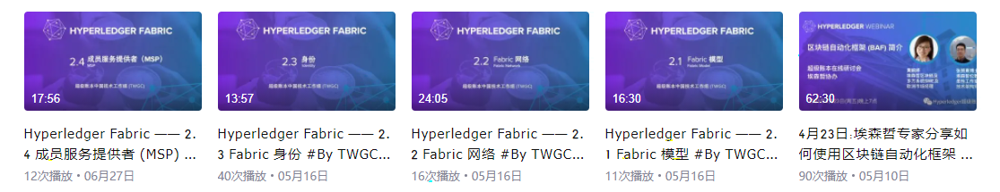 HYPERLEDGER FABRIC
2.4 成员服务提供者 (MSP)
MSP
超级账本中国技术工作组 (TWGC)
17:56
HYPERLEDGER FABRIC
2.3 身份
Identity
超级账本中国技术工作组 (TWGC)
13:57
HYPERLEDGER FABRIC
2.2 Fabric 网络
Fabric Network
超级账本中国技术工作组 (TWGC)
24:05
HYPERLEDGER FABRIC
2.1 Fabric 模型
Fabric Model
超级账本中国技术工作组 (TWGC)
16:30
HYPERLEDGER WEBINAR
区块链自动化框架 (BAF) 简介
超级账本在线研讨会
埃森哲协办
62:30
Hyperledger —— 2.
4 成员服务提供者 (MSP) ...
12次播放・06月27日
Hyperledger Fabric —— 2.
3 Fabric 身份 #By TWGC...
40次播放・05月16日
Hyperledger Fabric —— 2.
2 Fabric 网络 #By TWGC...
16次播放・05月16日
Hyperledger Fabric —— 2.
1 Fabric 模型 #By TWGC...
11次播放・05月16日
4月23日:埃森哲专家分享如
何使用区块链自动化框架 ...
90次播放・05月10日